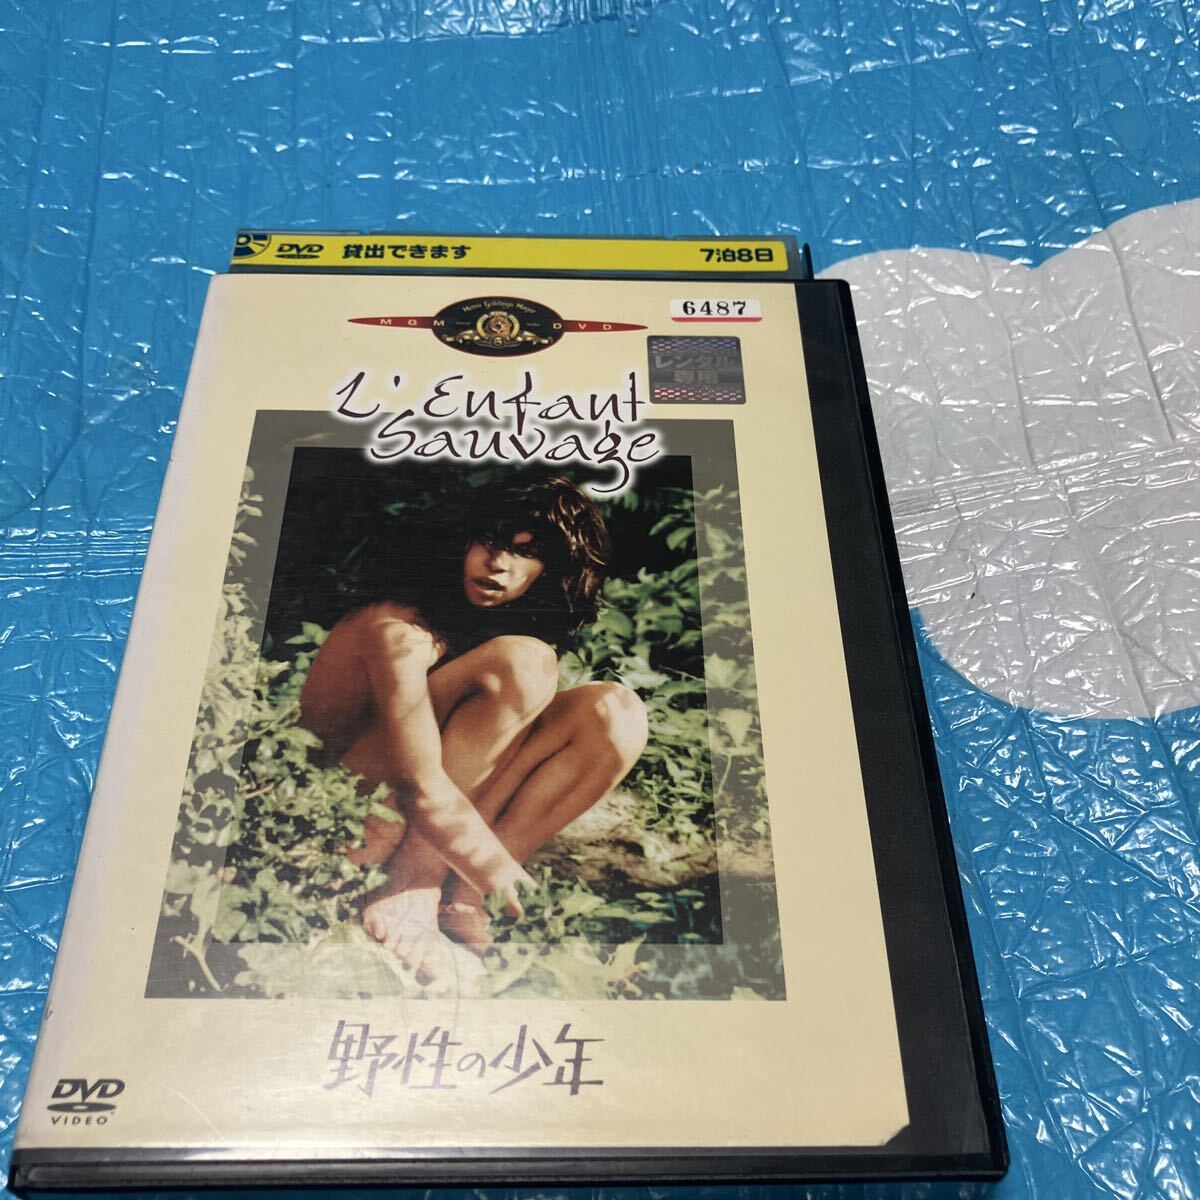 DVD 貸出できます 7泊8日
6487
Metro Goldwyn Mayer
MGM DVD
レンタル
専用
L'Enfant
Sauvage
野性の少年
DVD
VIDEO